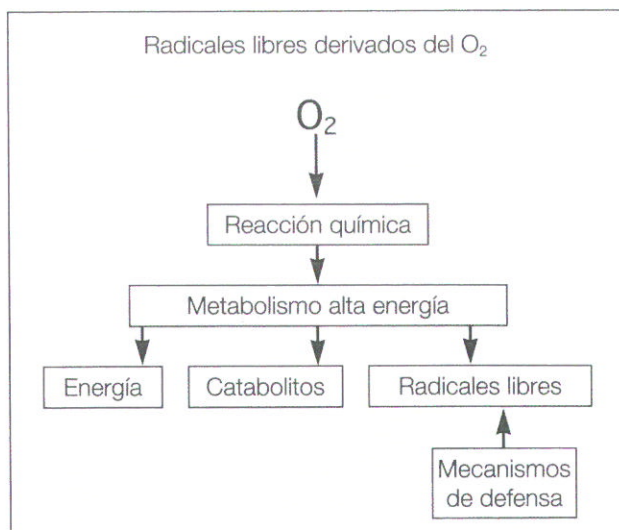 Radicales libres derivados del O₂
O₂
Reacción química
Metabolismo alta energía
Energía
Catabolitos
Radicales libres
Mecanismos
de defensa